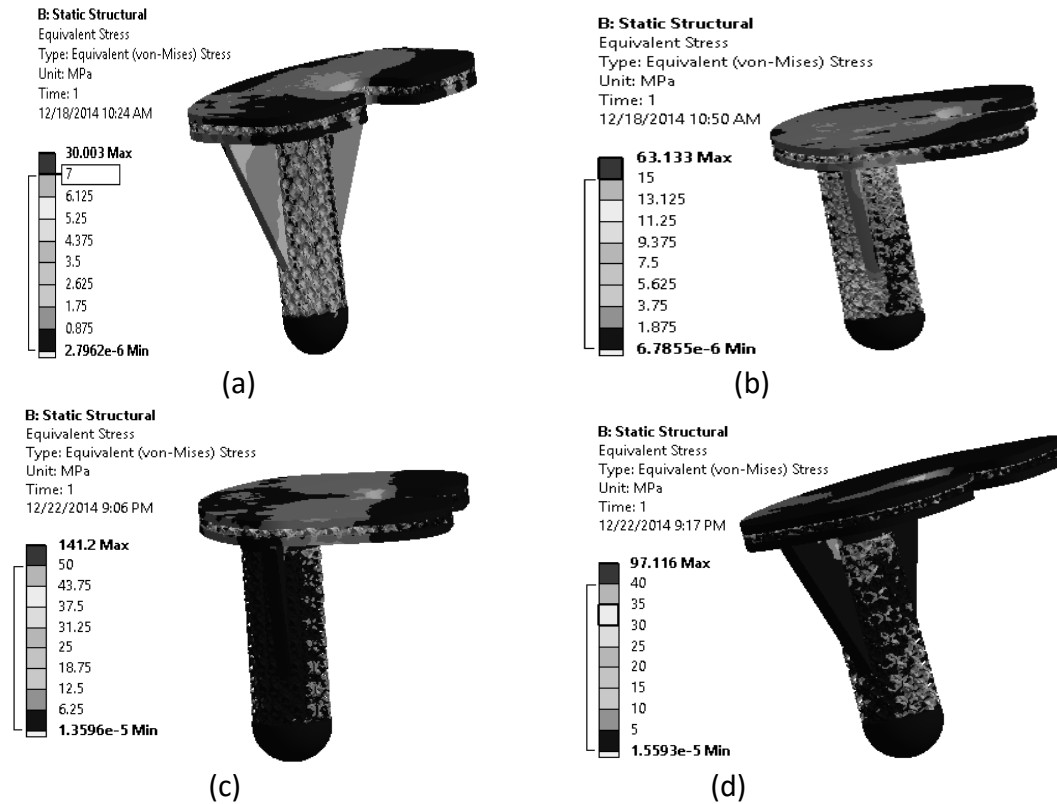 B: Static Structural
Equivalent Stress
Type: Equivalent (von-Mises) Stress
Unit: MPa
Time: 1
12/18/2014 10:24 AM
30.003 Max
7
6.125
5.25
4.375
3.5
2.625
1.75
0.875
2.7962e-6 Min
(a)
B: Static Structural
Equivalent Stress
Type: Equivalent (von-Mises) Stress
Unit: MPa
Time: 1
12/18/2014 10:50 AM
63.133 Max
15
13.125
11.25
9.375
7.5
5.625
3.75
1.875
6.7855e-6 Min
(b)
B: Static Structural
Equivalent Stress
Type: Equivalent (von-Mises) Stress
Unit: MPa
Time: 1
12/22/2014 9:06 PM
141.2 Max
50
43.75
37.5
31.25
25
18.75
12.5
6.25
1.3596e-5 Min
(c)
B: Static Structural
Equivalent Stress
Type: Equivalent (von-Mises) Stress
Unit: MPa
Time: 1
12/22/2014 9:17 PM
97.116 Max
40
35
30
25
20
15
10
5
1.5593e-5 Min
(d)